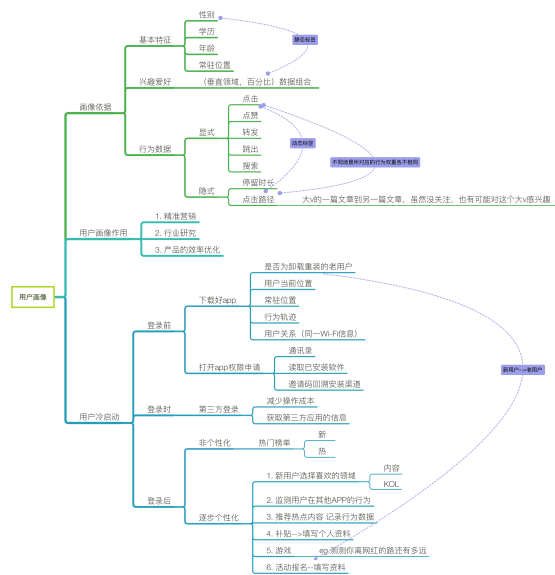 用户画像
画像依据
基本特征
性别
学历
年龄
常驻位置
静态标签
兴趣爱好
（垂直领域，百分比）数据组合
行为数据
显式
点击
点赞
转发
跳出
搜索
动态标签
不同场景所对应的行为权重各不相同
隐式
停留时长
点击路径
大v的一篇文章到另一篇文章，虽然没关注，也有可能对这个大v感兴趣
用户画像作用
1. 精准营销
2. 行业研究
3. 产品的效率优化
用户冷启动
登录前
下载好app
是否为卸载重装的老用户
用户当前位置
常驻位置
行为轨迹
用户关系（同一Wi-Fi信息）
打开app权限申请
通讯录
读取已安装软件
邀请码回溯安装渠道
新用户-->老用户
登录时
第三方登录
减少操作成本
获取第三方应用的信息
登录后
非个性化
热门榜单
新
热
逐步个性化
1. 新用户选择喜欢的领域
内容
KOL
2. 监测用户在其他APP的行为
3. 推荐热点内容 记录行为数据
4. 补贴-->填写个人资料
5. 游戏
eg:测测你离网红的路还有多远
6. 活动报名--填写资料